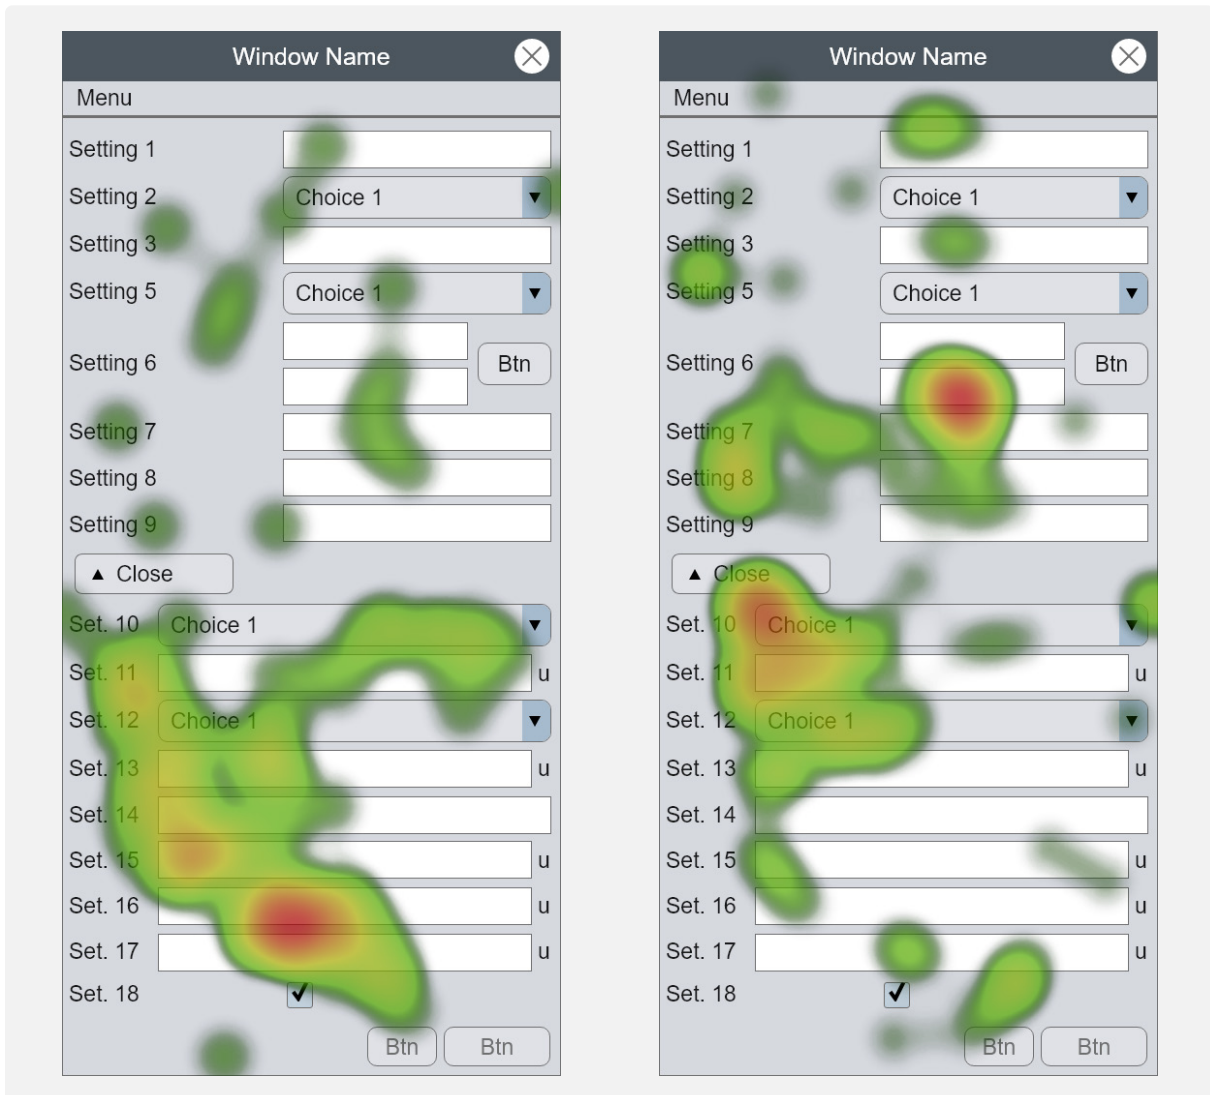 Window Name
Menu
Setting 1
Setting 2 Choice 1
Setting 3
Setting 5 Choice 1
Setting 6 Btn
Setting 7
Setting 8
Setting 9
▲ Close
Set. 10 Choice 1
Set. 11 u
Set. 12 Choice 1
Set. 13 u
Set. 14
Set. 15 u
Set. 16 u
Set. 17 u
Set. 18
Btn Btn
Window Name
Menu
Setting 1
Setting 2 Choice 1
Setting 3
Setting 5 Choice 1
Setting 6 Btn
Setting 7
Setting 8
Setting 9
▲ Close
Set. 10 Choice 1
Set. 11 u
Set. 12 Choice 1
Set. 13 u
Set. 14
Set. 15 u
Set. 16 u
Set. 17 u
Set. 18
Btn Btn